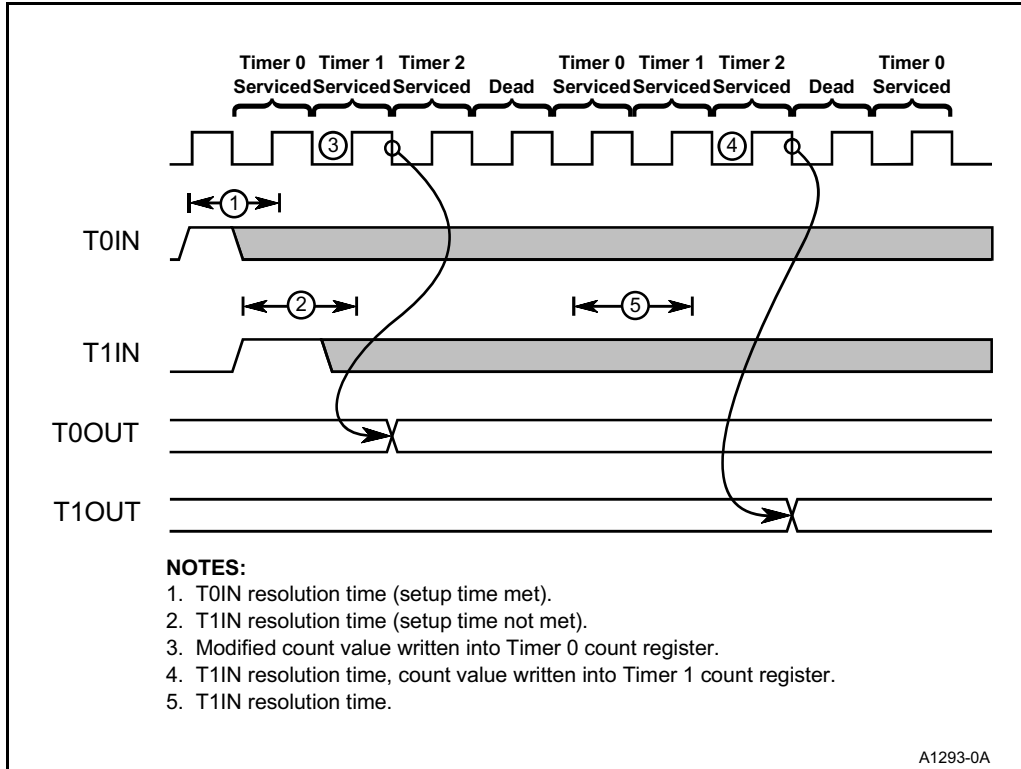 Timer 0 Timer 1 Timer 2 Timer 0 Timer 1 Timer 2 Timer 0
Serviced Serviced Serviced Dead Serviced Serviced Serviced Dead Serviced
3 4
1
T0IN
2 5
T1IN
T0OUT
T1OUT
NOTES:
1. T0IN resolution time (setup time met).
2. T1IN resolution time (setup time not met).
3. Modified count value written into Timer 0 count register.
4. T1IN resolution time, count value written into Timer 1 count register.
5. T1IN resolution time.
A1293-0A